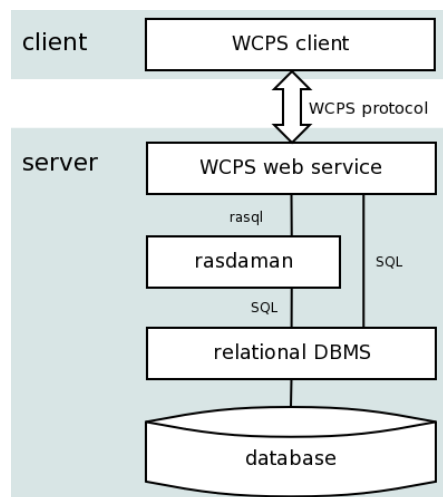 client
WCPS client
WCPS protocol
server
WCPS web service
rasql
rasdaman
SQL
SQL
relational DBMS
database